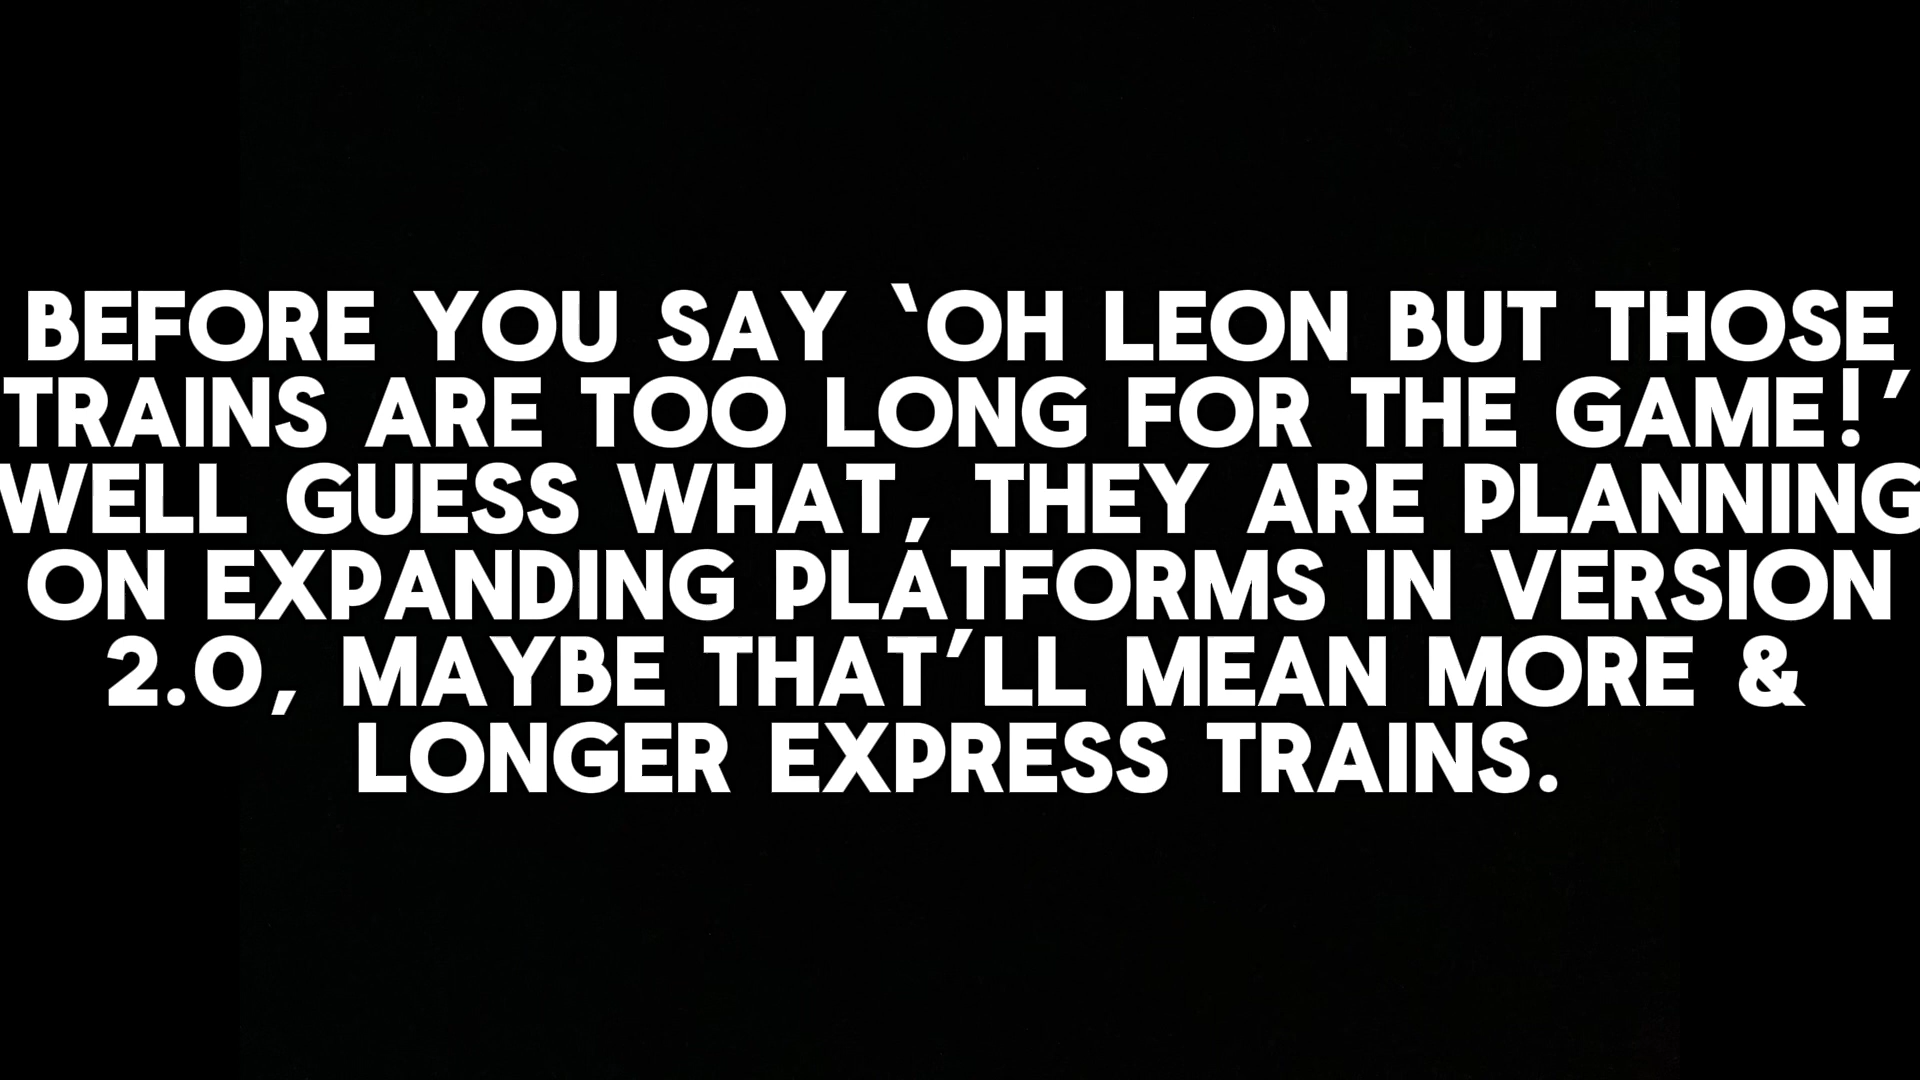 BEFORE YOU SAY ‘OH LEON BUT THOSE
TRAINS ARE TOO LONG FOR THE GAME!’
WELL GUESS WHAT, THEY ARE PLANNING
ON EXPANDING PLATFORMS IN VERSION
2.0, MAYBE THAT’LL MEAN MORE &
LONGER EXPRESS TRAINS.